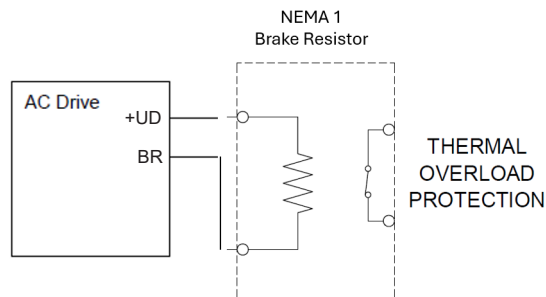 NEMA 1
Brake Resistor
AC Drive
+UD
BR
THERMAL
OVERLOAD
PROTECTION